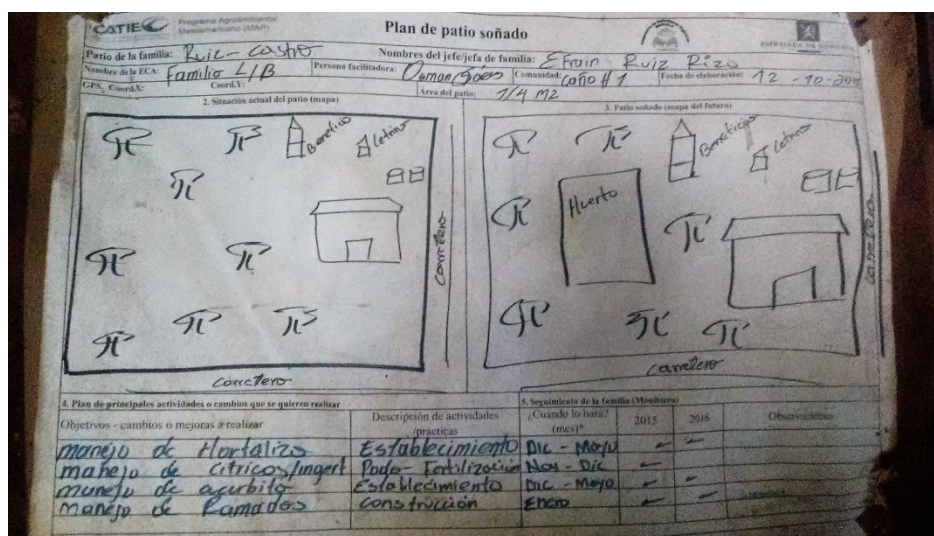 CATIE
Programa Agroambiental
Mesoamericano (MAP)
Plan de patio soñado
Patio de la familia: Ruiz - Castro
Nombres del jefe/jefa de familia: Efrain Ruiz Rizo
Nombre de la ECA: Familia L/B
Persona facilitadora:
Comunidad: caño # 1
Fecha de elaboración: 12 - 10 -
GPS, Coord.X: Coord.Y:
Área del patio: 1/4 M2
2. Situación actual del patio (mapa)
3. Patio soñado (mapa del futuro)
Beneficio
Letrina
Carretera
carretera
Beneficio
Letrina
Huerto
carretera
carretera
4. Plan de principales actividades o cambios que se quieren realizar
5. Seguimiento de la familia (Monitoreo)
Objetivos - cambios o mejoras a realizar
Descripción de actividades /prácticas
¿Cuándo lo hará? (mes)*
2015
2016
Observaciones
manejo de Hortaliza Establecimiento Dic - Mayo
manejo de citricos/ingert Poda - Fertilización Nov - Dic
manejo de Establecimiento Dic - Mayo
Manejo de Ramadas construcción Enero